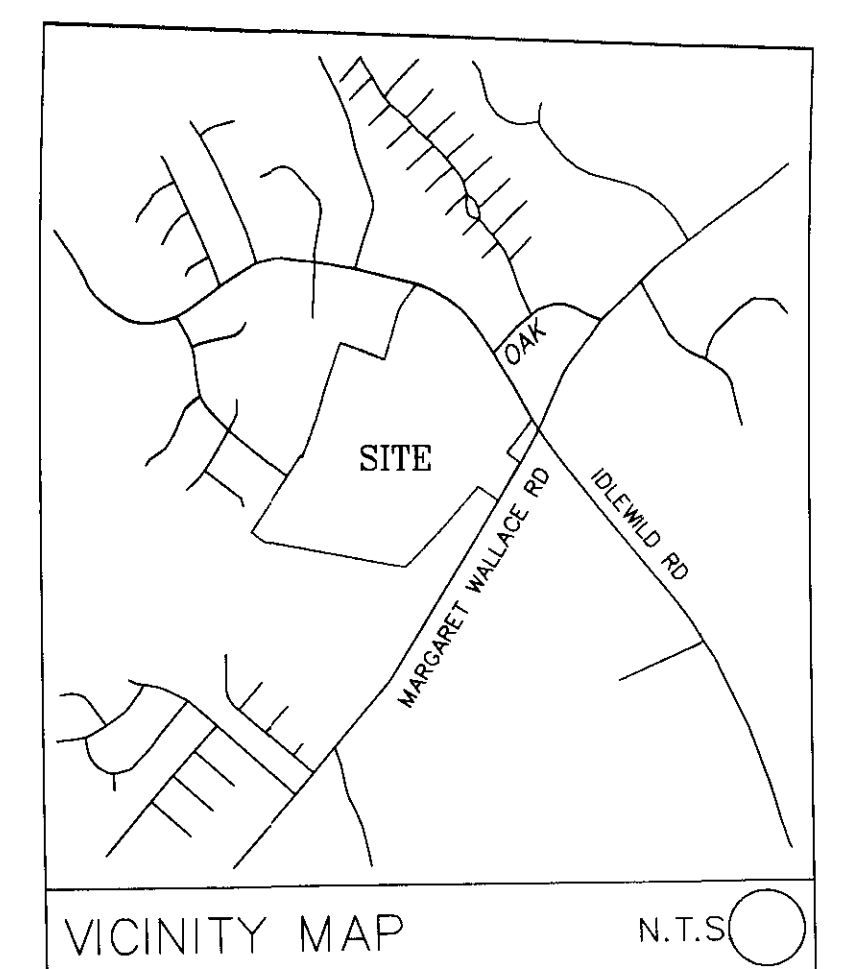 OAK
SITE
MARGARET WALLACE RD
IDLEWILD RD
VICINITY MAP
N.T.S